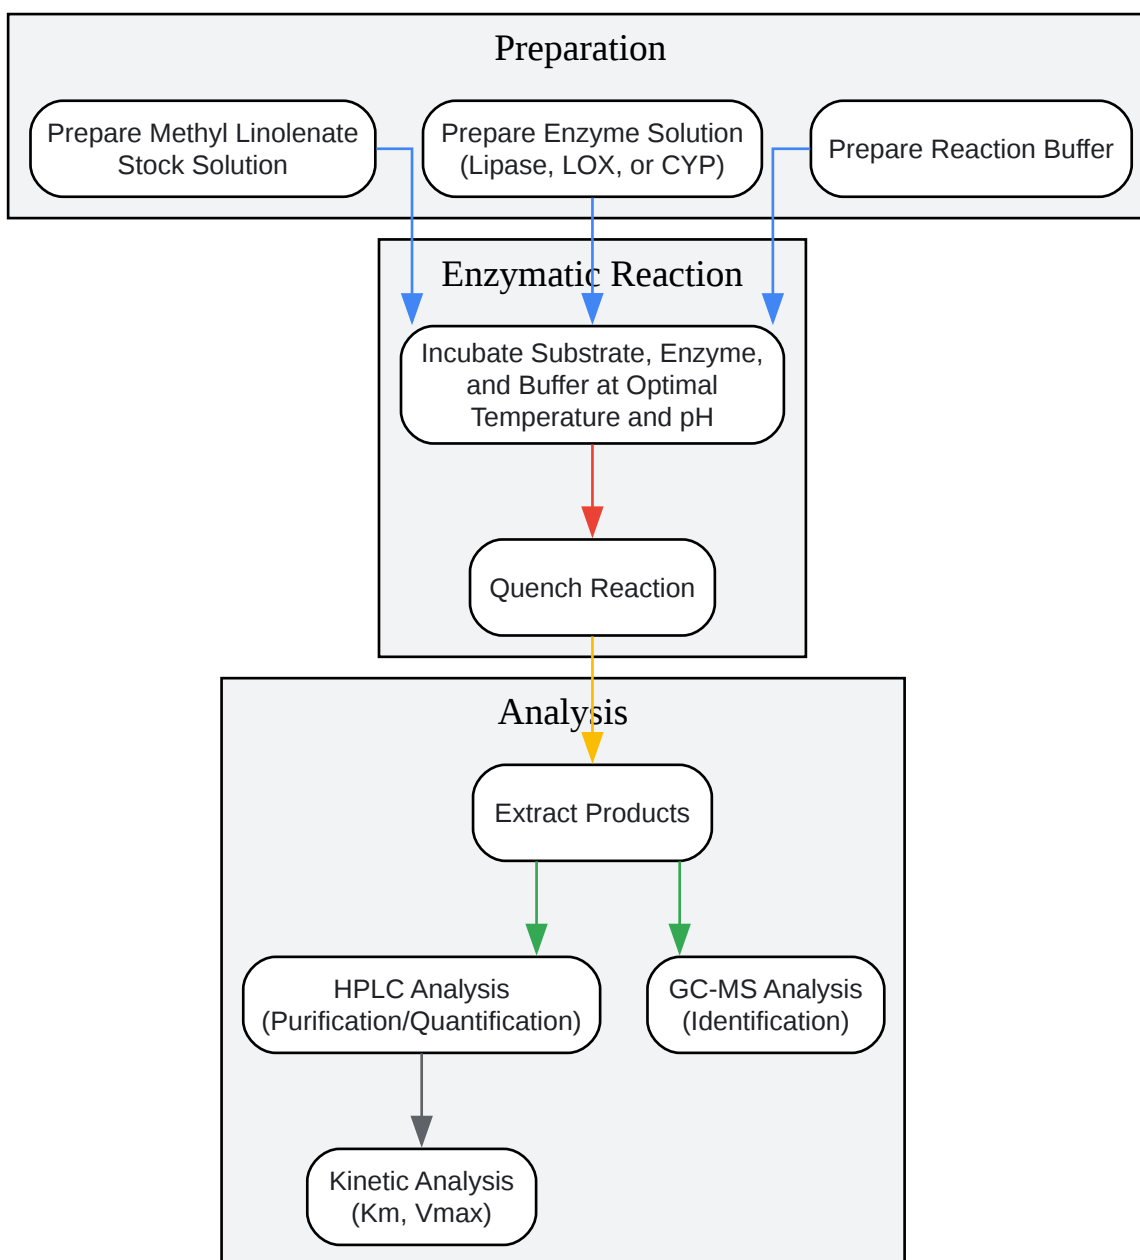 Preparation
Prepare Methyl Linolenate
Stock Solution
Prepare Enzyme Solution
(Lipase, LOX, or CYP)
Prepare Reaction Buffer
Enzymatic Reaction
Incubate Substrate, Enzyme,
and Buffer at Optimal
Temperature and pH
Quench Reaction
Analysis
Extract Products
HPLC Analysis
(Purification/Quantification)
GC-MS Analysis
(Identification)
Kinetic Analysis
(Km, Vmax)